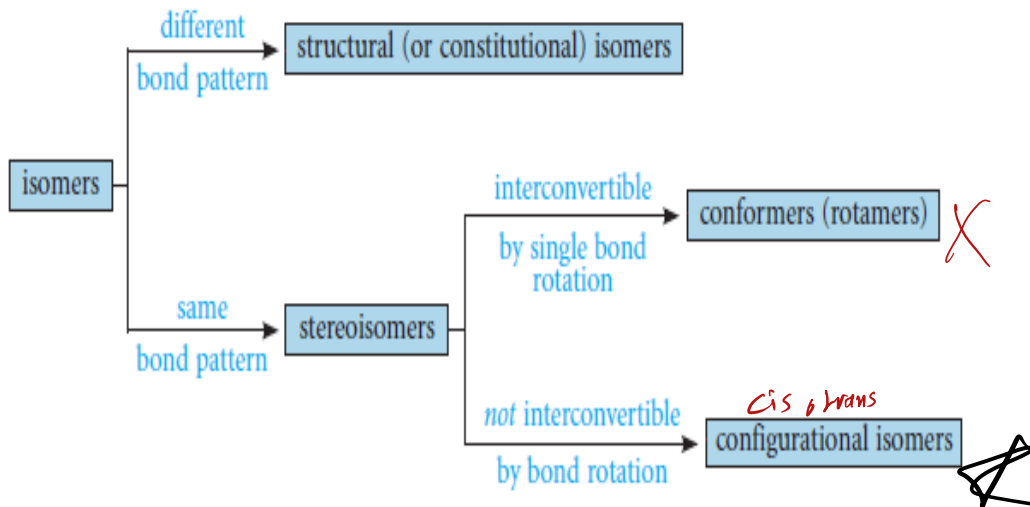 different
bond pattern
structural (or constitutional) isomers
isomers
interconvertible
by single bond
rotation
conformers (rotamers)
X
same
bond pattern
stereoisomers
not interconvertible
by bond rotation
cis, trans
configurational isomers